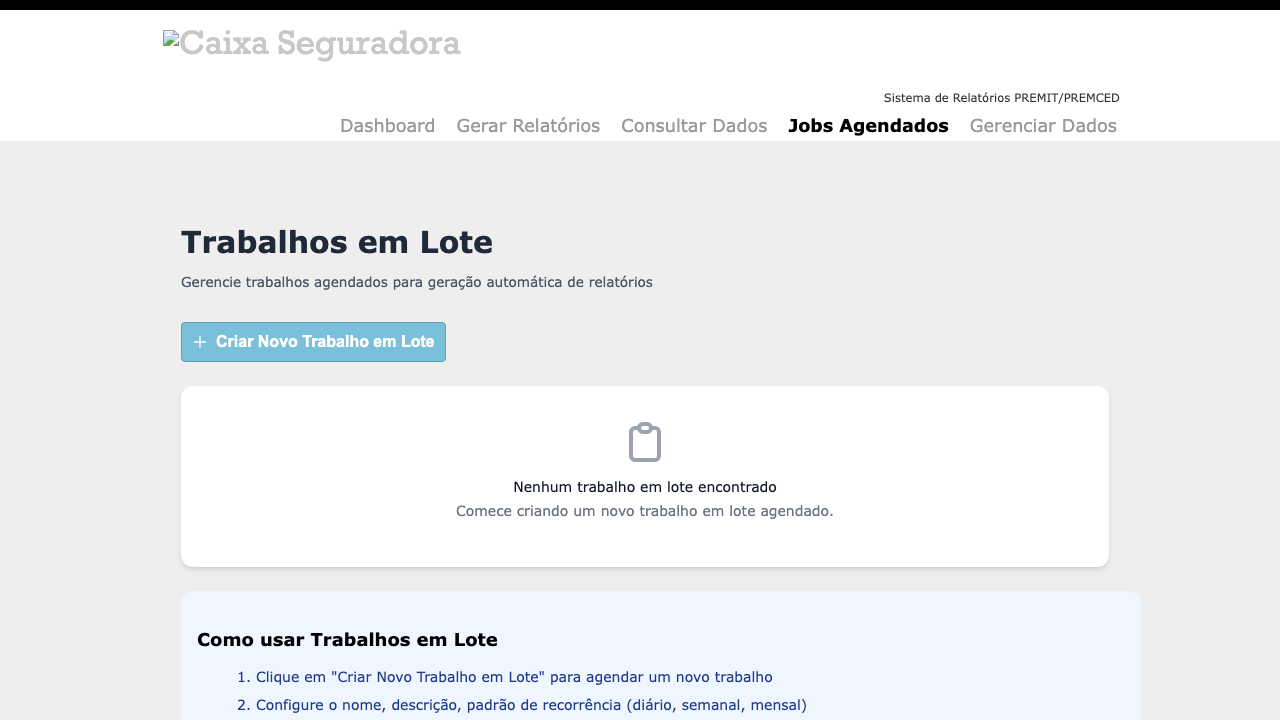 Caixa Seguradora
Sistema de Relatórios PREMIT/PREMCED
Dashboard Gerar Relatórios Consultar Dados Jobs Agendados Gerenciar Dados
Trabalhos em Lote
Gerencie trabalhos agendados para geração automática de relatórios
Criar Novo Trabalho em Lote
Nenhum trabalho em lote encontrado
Comece criando um novo trabalho em lote agendado.
Como usar Trabalhos em Lote
1. Clique em "Criar Novo Trabalho em Lote" para agendar um novo trabalho
2. Configure o nome, descrição, padrão de recorrência (diário, semanal, mensal)